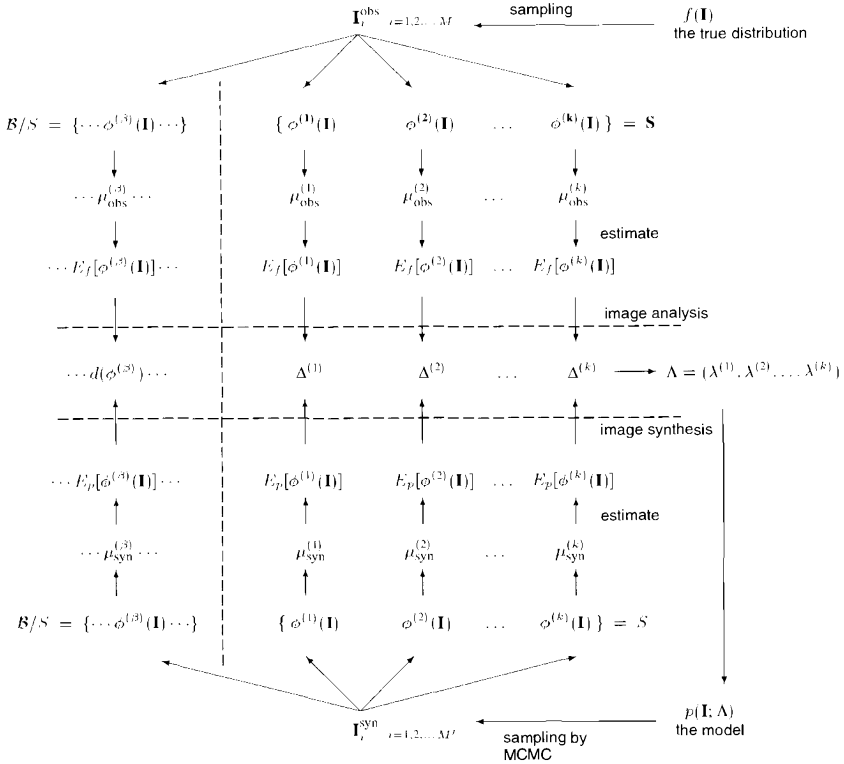 I_i^obs i=1,2,...M sampling f(I)
the true distribution
B/S = {⋯ϕ^(β)(I)⋯} { ϕ^(1)(I) ϕ^(2)(I) … ϕ^(k)(I) } = S
⋯μ_obs^(β)⋯ μ_obs^(1) μ_obs^(2) … μ_obs^(k)
estimate
⋯E_f[ϕ^(β)(I)]⋯ E_f[ϕ^(1)(I)] E_f[ϕ^(2)(I)] … E_f[ϕ^(k)(I)]
image analysis
⋯d(ϕ^(β))⋯ Δ^(1) Δ^(2) … Δ^(k) Λ = (λ^(1), λ^(2), ... λ^(k))
image synthesis
⋯E_p[ϕ^(β)(I)]⋯ E_p[ϕ^(1)(I)] E_p[ϕ^(2)(I)] … E_p[ϕ^(k)(I)]
estimate
⋯μ_syn^(β)⋯ μ_syn^(1) μ_syn^(2) … μ_syn^(k)
B/S = {⋯ϕ^(β)(I)⋯} { ϕ^(1)(I) ϕ^(2)(I) … ϕ^(k)(I) } = S
I_i^syn i=1,2,...M' p(I; Λ)
the model
sampling by
MCMC